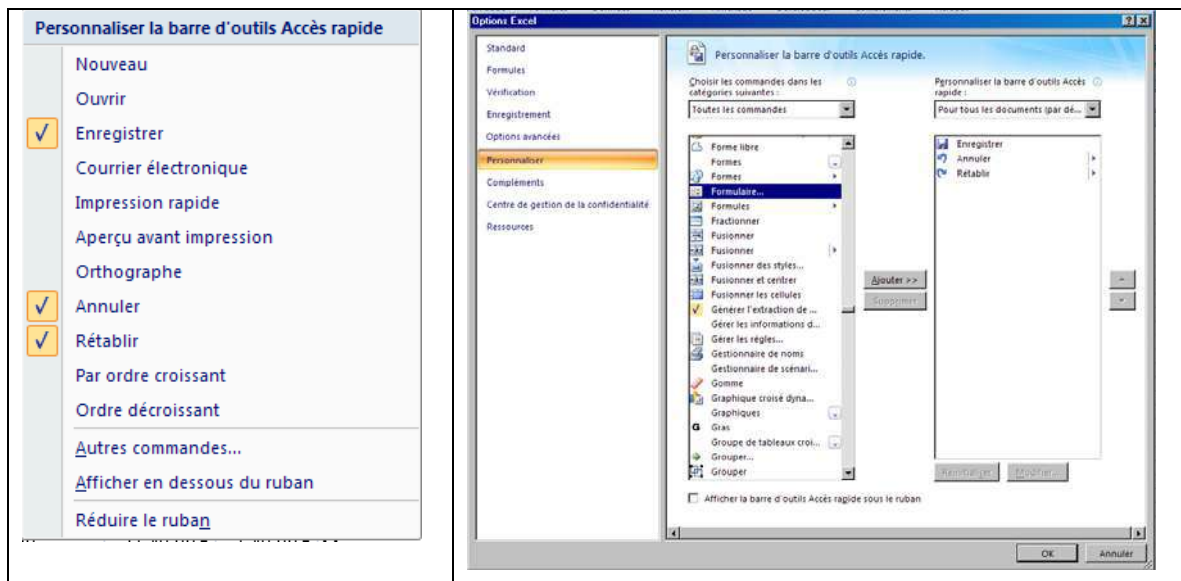 Personnaliser la barre d'outils Accès rapide
Nouveau
Ouvrir
Enregistrer
Courrier électronique
Impression rapide
Aperçu avant impression
Orthographe
Annuler
Rétablir
Par ordre croissant
Ordre décroissant
Autres commandes...
Afficher en dessous du ruban
Réduire le ruban
Options Excel
Standard
Formules
Vérification
Enregistrement
Options avancées
Personnaliser
Compléments
Centre de gestion de la confidentialité
Ressources
Personnaliser la barre d'outils Accès rapide.
Choisir les commandes dans les
catégories suivantes :
Toutes les commandes
Forme libre
Formes
Formes
Formulaire...
Formules
Fractionner
Fusionner
Fusionner
Fusionner des styles...
Fusionner et centrer
Fusionner les cellules
Générer l'extraction de ...
Gérer les informations d...
Gérer les règles...
Gestionnaire de noms
Gestionnaire de scénari...
Gomme
Graphique croisé dyna...
Graphiques
G Gras
Groupe de tableaux croi...
Grouper...
Grouper
Ajouter >>
Supprimer
Personnaliser la barre d'outils Accès
rapide :
Pour tous les documents (par dé...
Enregistrer
Annuler
Rétablir
Réinitialiser
Modifier...
Afficher la barre d'outils Accès rapide sous le ruban
OK
Annuler